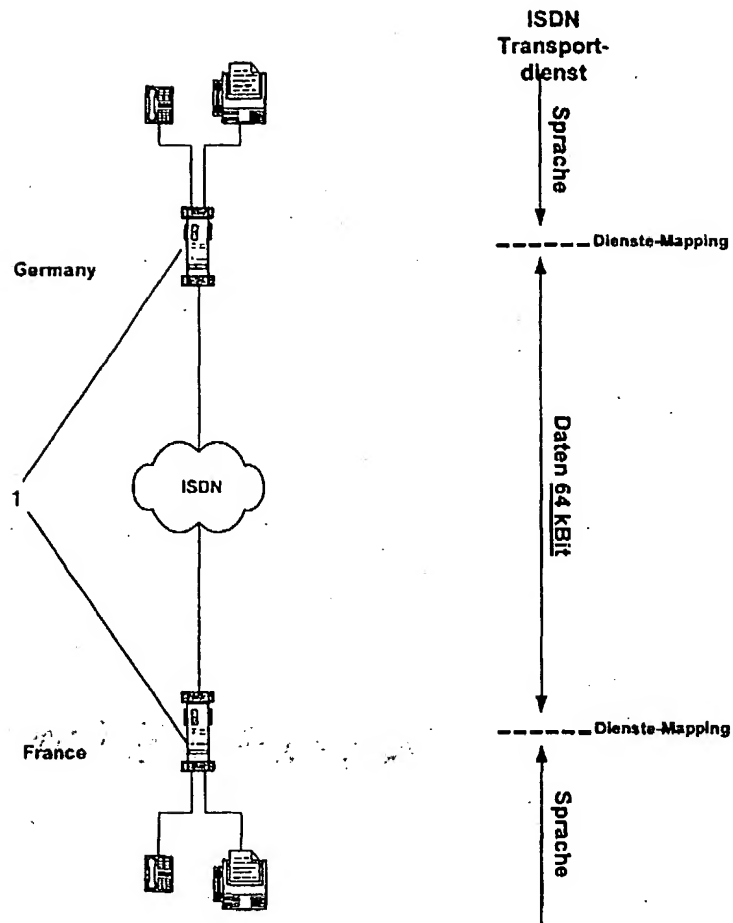 ISDN
Transport-
dienst
Sprache
Dienste-Mapping
Germany
Daten 64 kBit
1
ISDN
Dienste-Mapping
France
Sprache